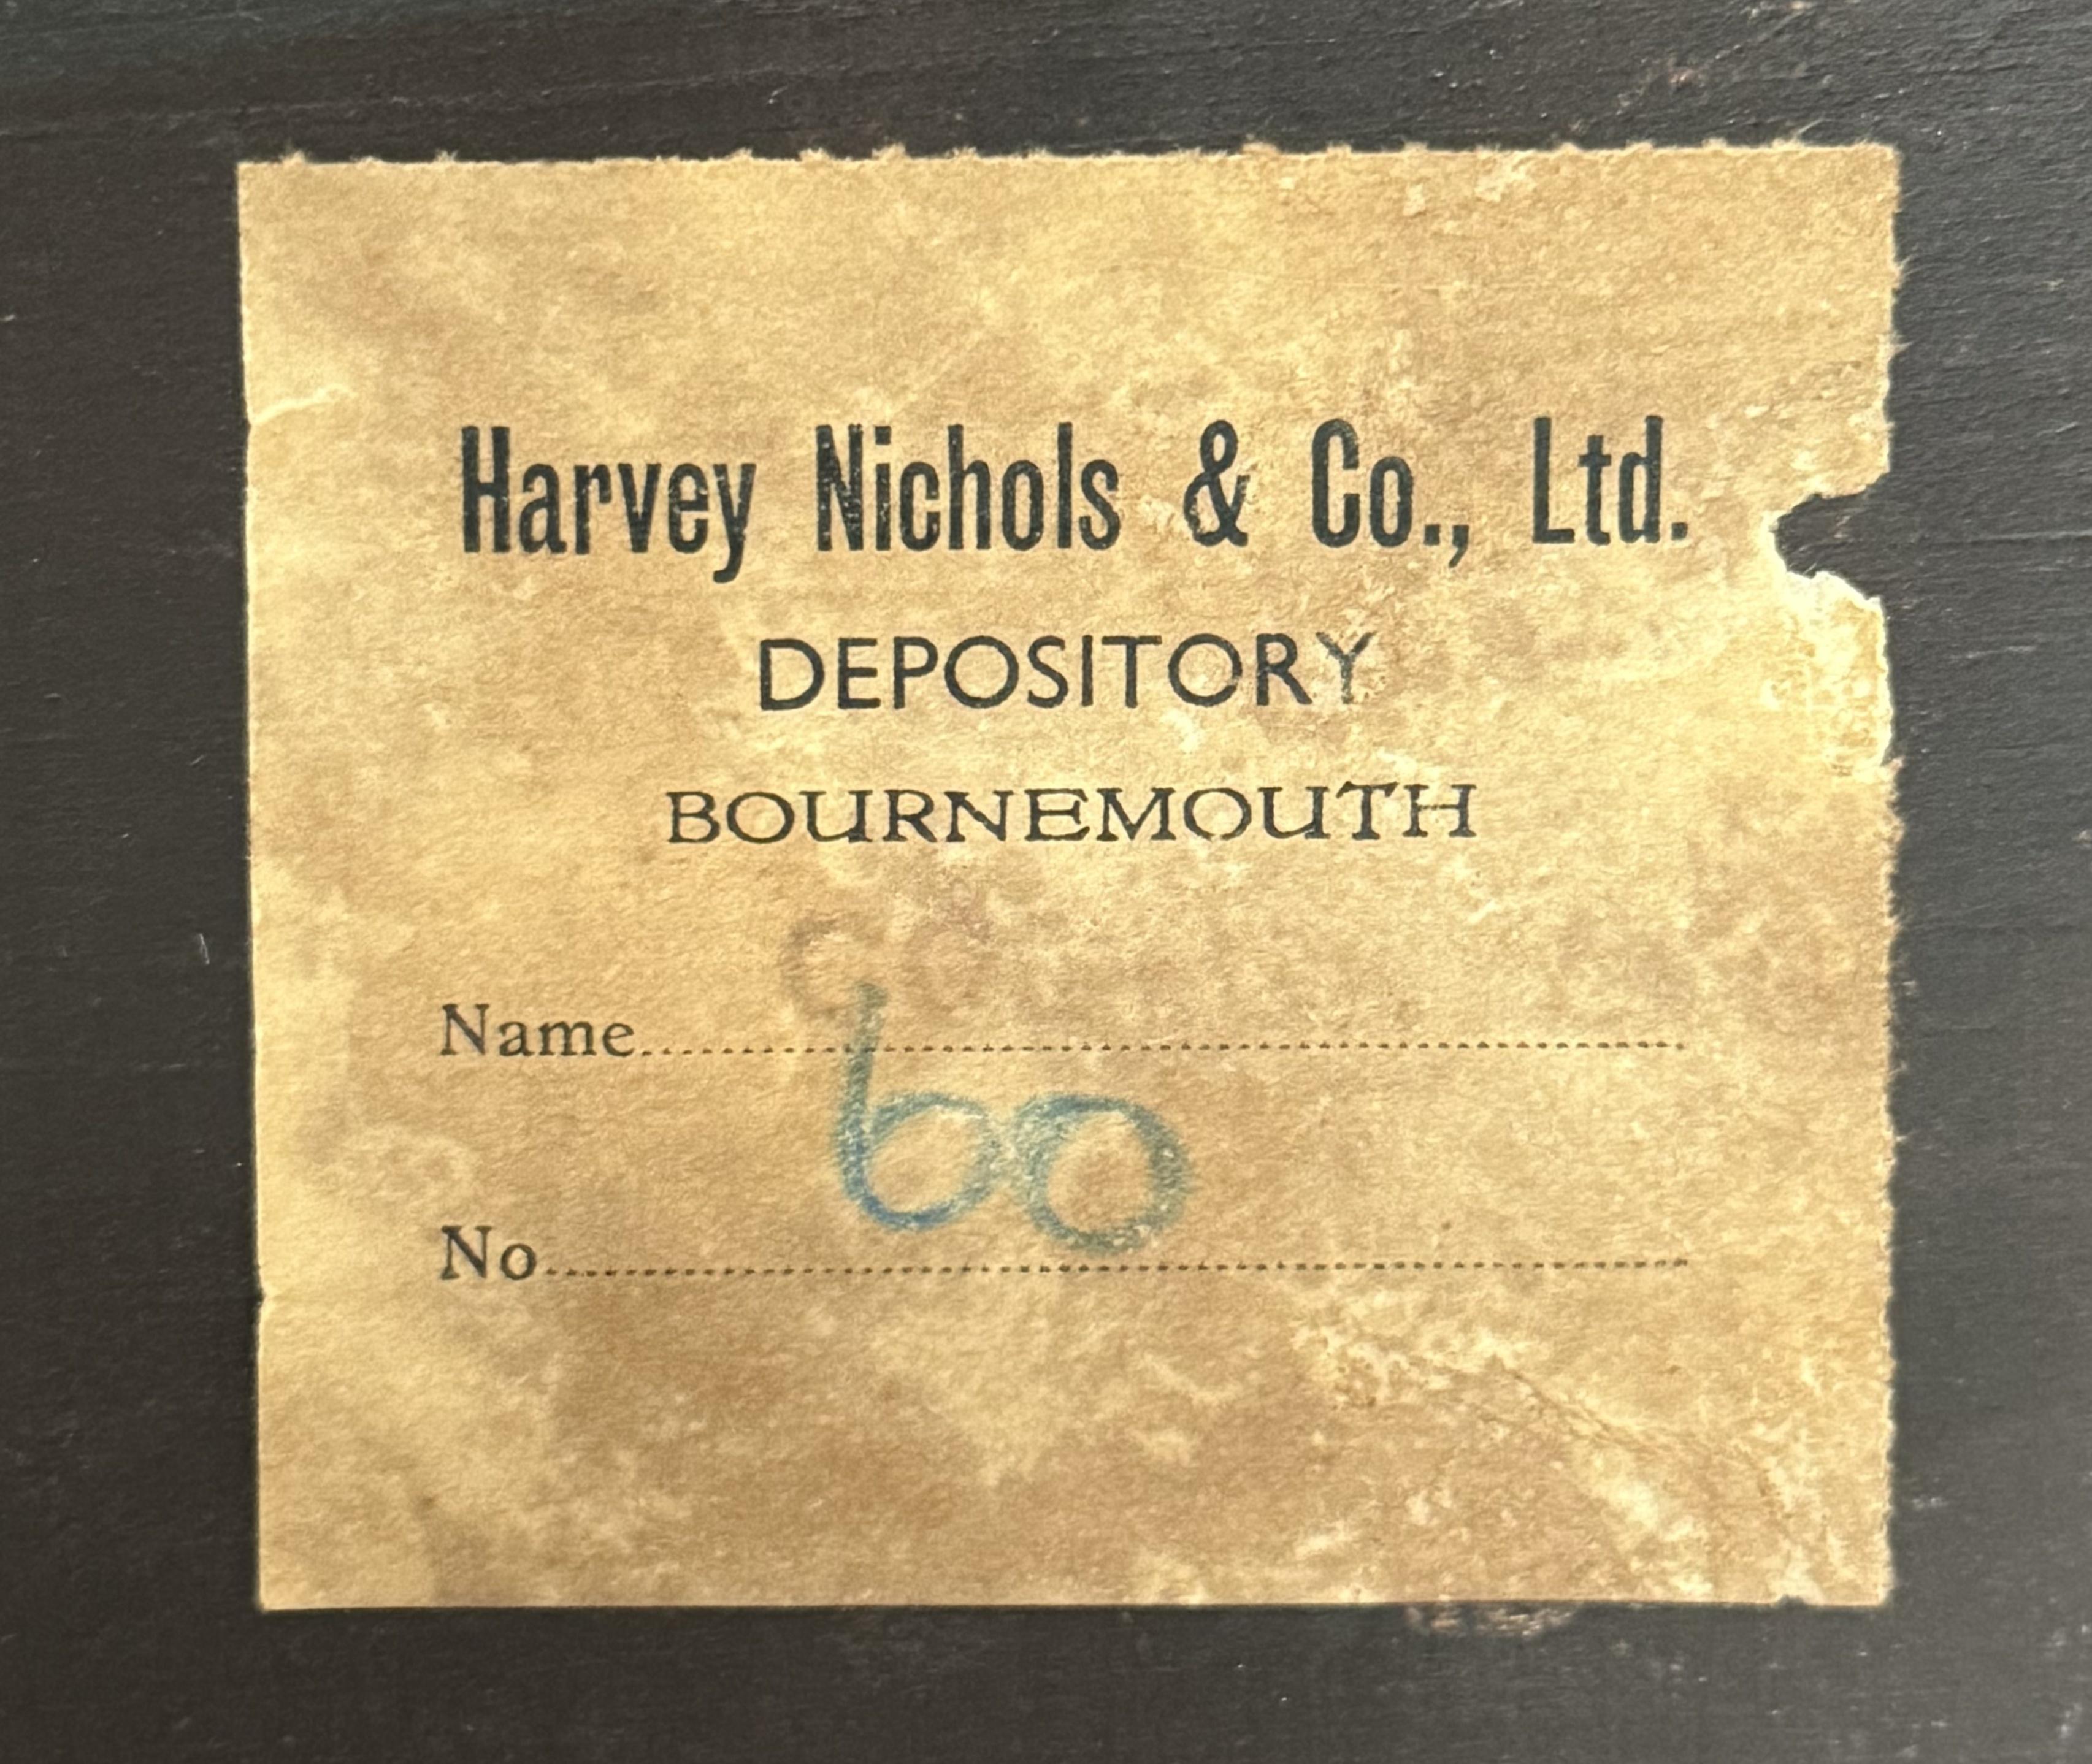 Harvey Nichols & Co., Ltd.
DEPOSITORY
BOURNEMOUTH
Name
No 60